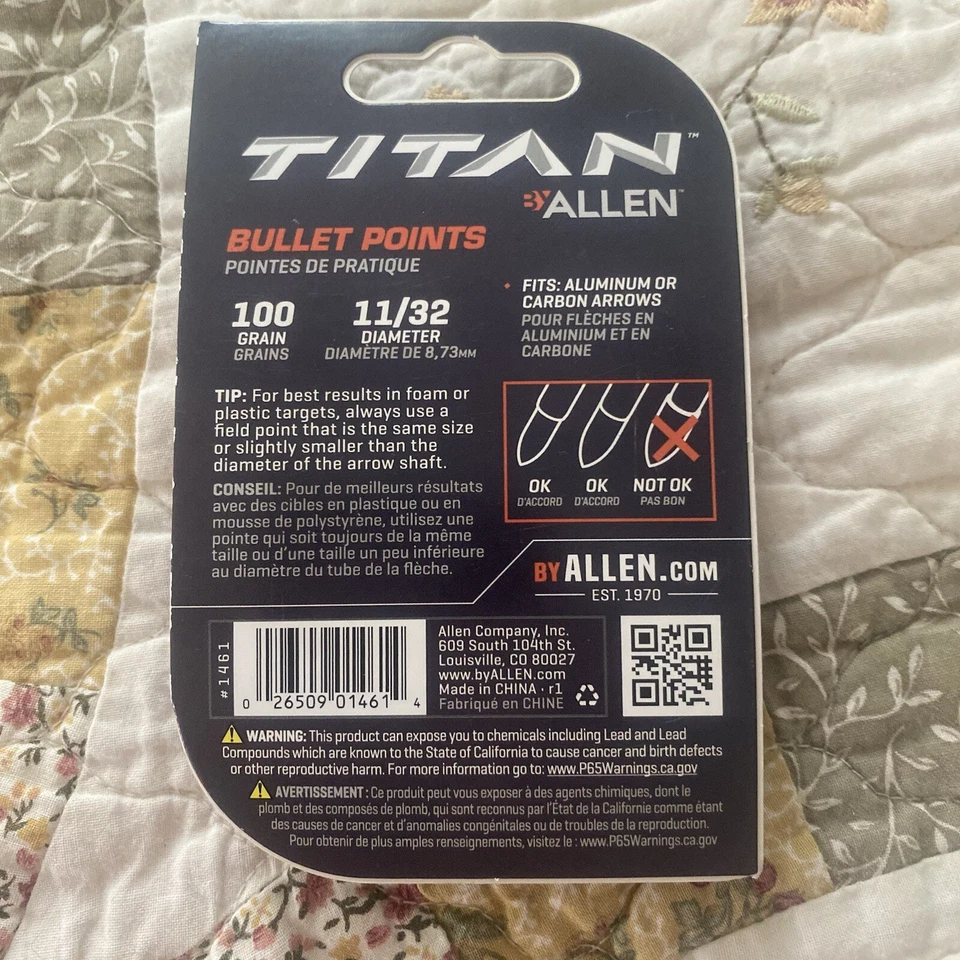 TITAN™
BY ALLEN™
BULLET POINTS
POINTES DE PRATIQUE
100
GRAIN
GRAINS
11/32
DIAMETER
DIAMÈTRE DE 8,73MM
• FITS: ALUMINUM OR
CARBON ARROWS
POUR FLÈCHES EN
ALUMINIUM ET EN
CARBONE
TIP: For best results in foam or
plastic targets, always use a
field point that is the same size
or slightly smaller than the
diameter of the arrow shaft.
CONSEIL: Pour de meilleurs résultats
avec des cibles en plastique ou en
mousse de polystyrène, utilisez une
pointe qui soit toujours de la même
taille ou d'une taille un peu inférieure
au diamètre du tube de la flèche.
OK
D'ACCORD
OK
D'ACCORD
NOT OK
PAS BON
BY ALLEN.COM
EST. 1970
#1461
0 26509 01461 4
Allen Company, Inc.
609 South 104th St.
Louisville, CO 80027
www.byALLEN.com
Made in CHINA · r1
Fabriqué en CHINE
WARNING: This product can expose you to chemicals including Lead and Lead
Compounds which are known to the State of California to cause cancer and birth defects
or other reproductive harm. For more information go to: www.P65Warnings.ca.gov
AVERTISSEMENT : Ce produit peut vous exposer à des agents chimiques, dont le
plomb et des composés de plomb, qui sont reconnus par l'État de la Californie comme étant
des causes de cancer et d'anomalies congénitales ou de troubles de la reproduction.
Pour obtenir de plus amples renseignements, visitez le : www.P65Warnings.ca.gov